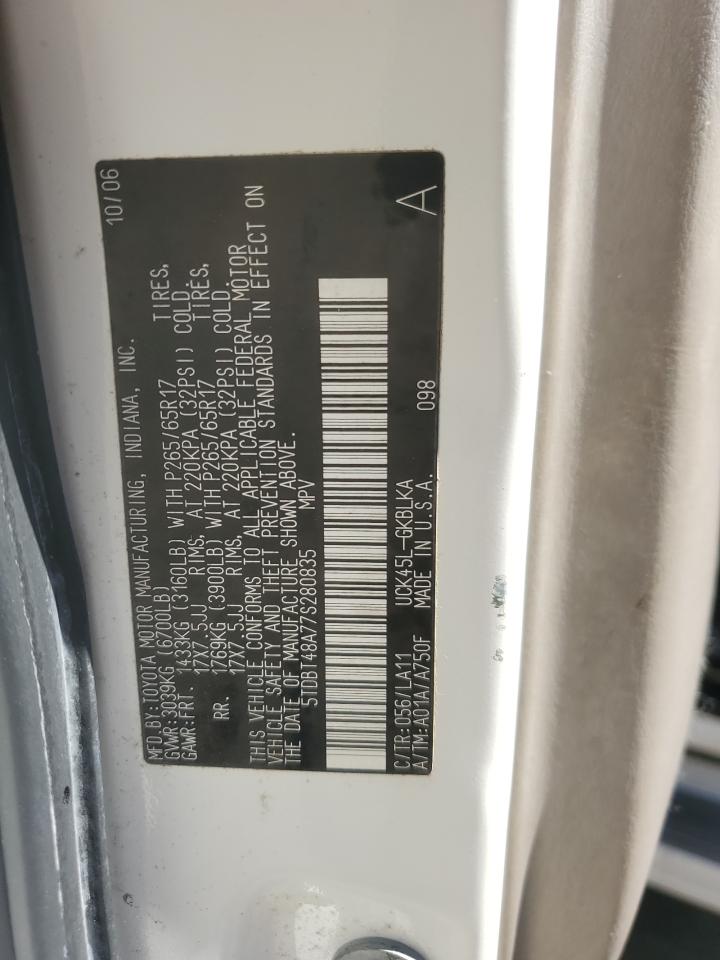 MFD.BY:TOYOTA MOTOR MANUFACTURING, INDIANA, INC. 10/06
GVWR:3039KG (6700LB)
GAWR:FRT. 1433KG (3160LB) WITH P265/65R17 TIRES,
17X7.5JJ RIMS, AT 220KPA (32PSI) COLD.
RR. 1769KG (3900LB) WITH P265/65R17 TIRES,
17X7.5JJ RIMS, AT 220KPA (32PSI) COLD.
THIS VEHICLE CONFORMS TO ALL APPLICABLE FEDERAL MOTOR
VEHICLE SAFETY AND THEFT PREVENTION STANDARDS IN EFFECT ON
THE DATE OF MANUFACTURE SHOWN ABOVE.
5TDBT48A77S280835 MPV
C/TR:056/LA11 UCK45L-GKBLKA
A/TM:A01A/A750F MADE IN U.S.A. 098 A